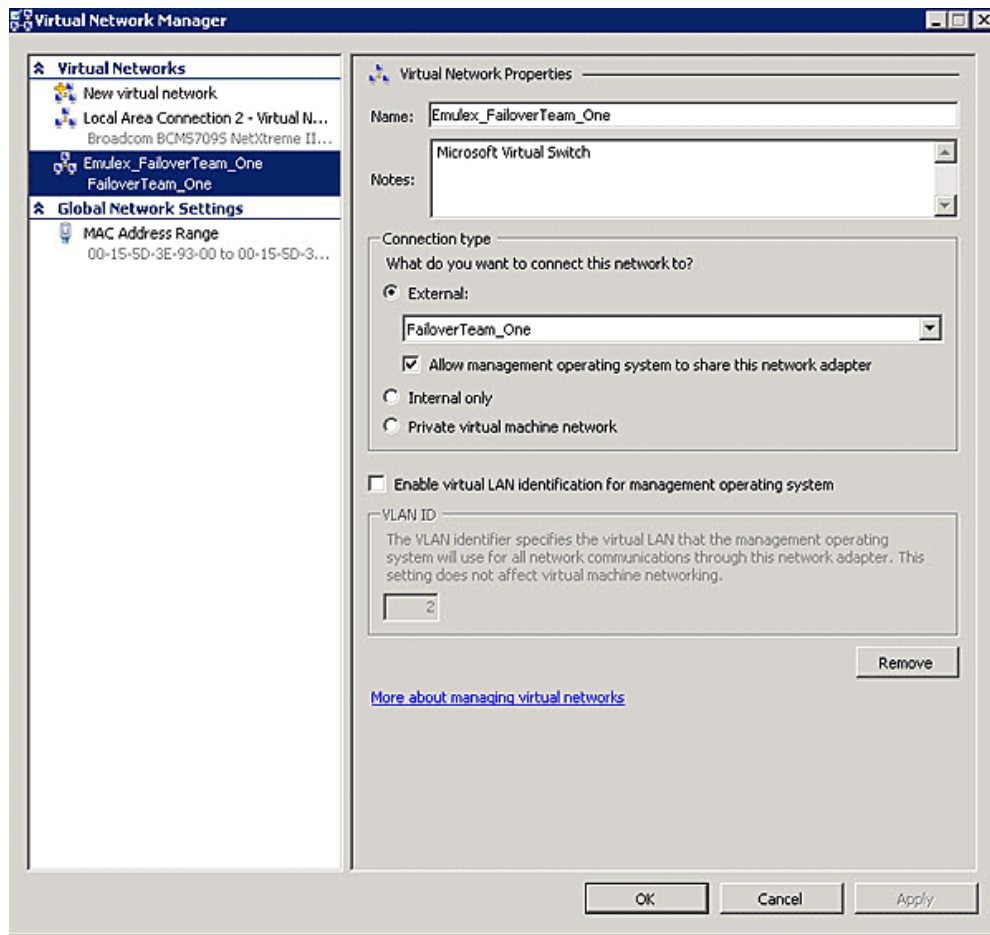 Virtual Network Manager
Virtual Networks
New virtual network
Local Area Connection 2 - Virtual N...
Broadcom BCM5709S NetXtreme II...
Emulex_FailoverTeam_One
FailoverTeam_One
Global Network Settings
MAC Address Range
00-15-5D-3E-93-00 to 00-15-5D-3...
Virtual Network Properties
Name: Emulex_FailoverTeam_One
Notes: Microsoft Virtual Switch
Connection type
What do you want to connect this network to?
External:
FailoverTeam_One
Allow management operating system to share this network adapter
Internal only
Private virtual machine network
Enable virtual LAN identification for management operating system
VLAN ID
The VLAN identifier specifies the virtual LAN that the management operating
system will use for all network communications through this network adapter. This
setting does not affect virtual machine networking.
2
Remove
More about managing virtual networks
OK
Cancel
Apply